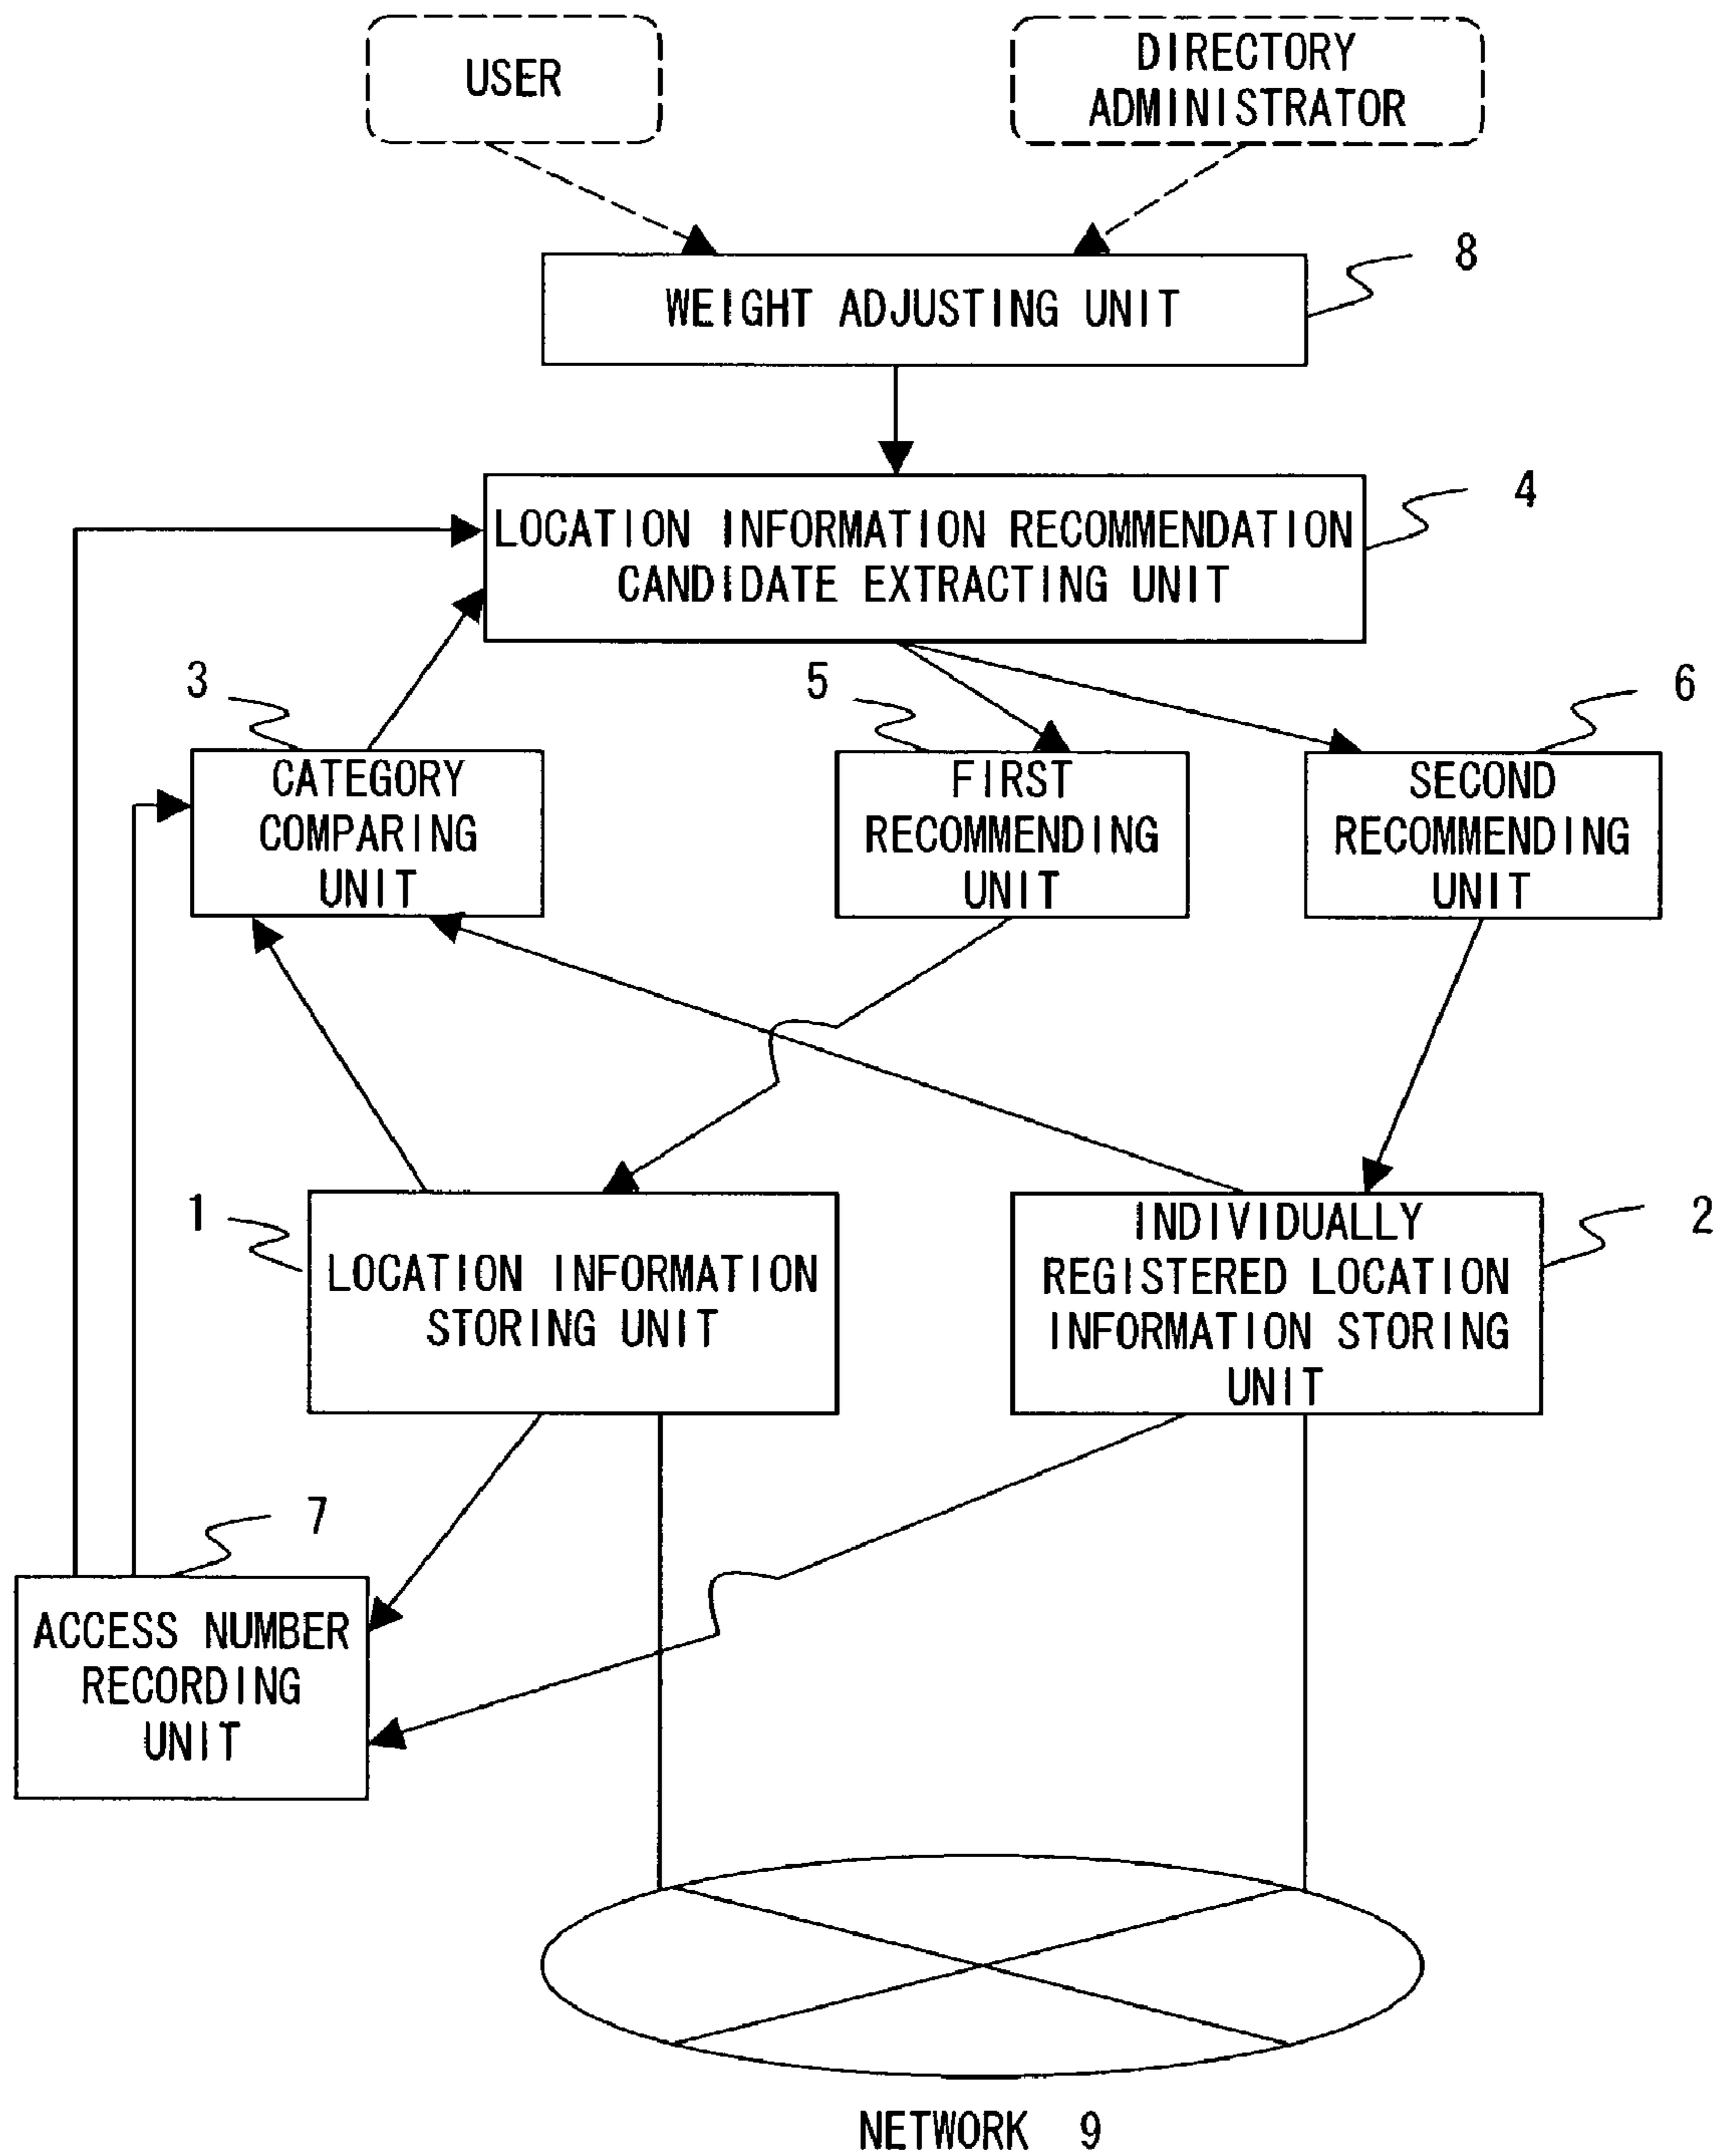 USER
DIRECTORY
ADMINISTRATOR
8
WEIGHT ADJUSTING UNIT
4
LOCATION INFORMATION RECOMMENDATION
CANDIDATE EXTRACTING UNIT
3
5
6
CATEGORY
COMPARING
UNIT
FIRST
RECOMMENDING
UNIT
SECOND
RECOMMENDING
UNIT
1
LOCATION INFORMATION
STORING UNIT
2
INDIVIDUALLY
REGISTERED LOCATION
INFORMATION STORING
UNIT
7
ACCESS NUMBER
RECORDING
UNIT
NETWORK 9